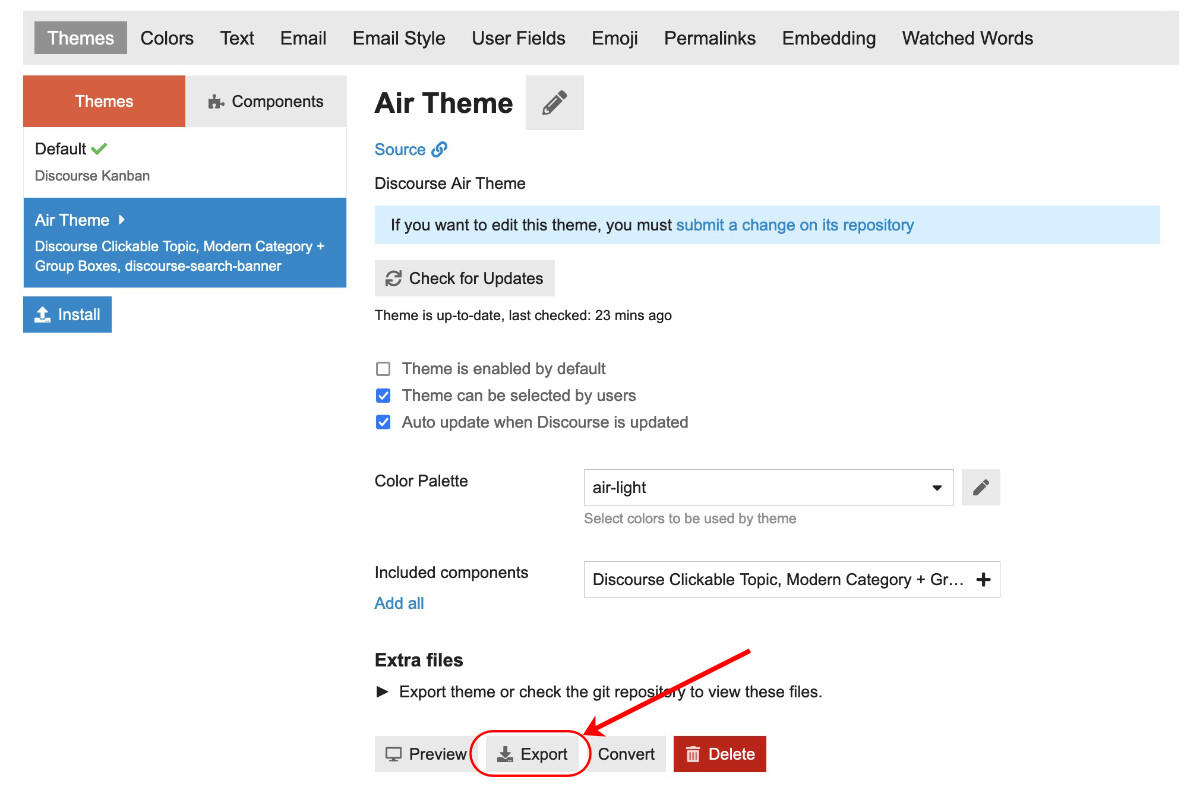 Themes Colors Text Email Email Style User Fields Emoji Permalinks Embedding Watched Words
Themes Components
Default
Discourse Kanban
Air Theme
Discourse Clickable Topic, Modern Category +
Group Boxes, discourse-search-banner
Install
Air Theme
Source
Discourse Air Theme
If you want to edit this theme, you must submit a change on its repository
Check for Updates
Theme is up-to-date, last checked: 23 mins ago
Theme is enabled by default
Theme can be selected by users
Auto update when Discourse is updated
Color Palette
air-light
Select colors to be used by theme
Included components
Discourse Clickable Topic, Modern Category + Gr...
Add all
Extra files
Export theme or check the git repository to view these files.
Preview Export Convert Delete